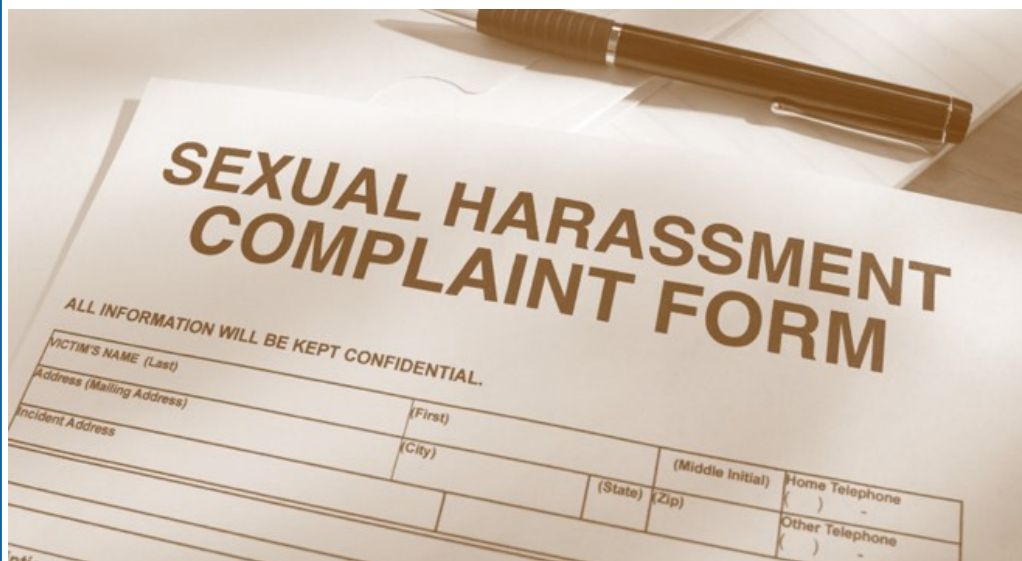 SEXUAL HARASSMENT
COMPLAINT FORM
ALL INFORMATION WILL BE KEPT CONFIDENTIAL.
VICTIM'S NAME (Last)
(First)
(Middle Initial)
Home Telephone
( ) -
Address (Mailing Address)
(City)
(State)
(Zip)
Other Telephone
( ) -
Incident Address